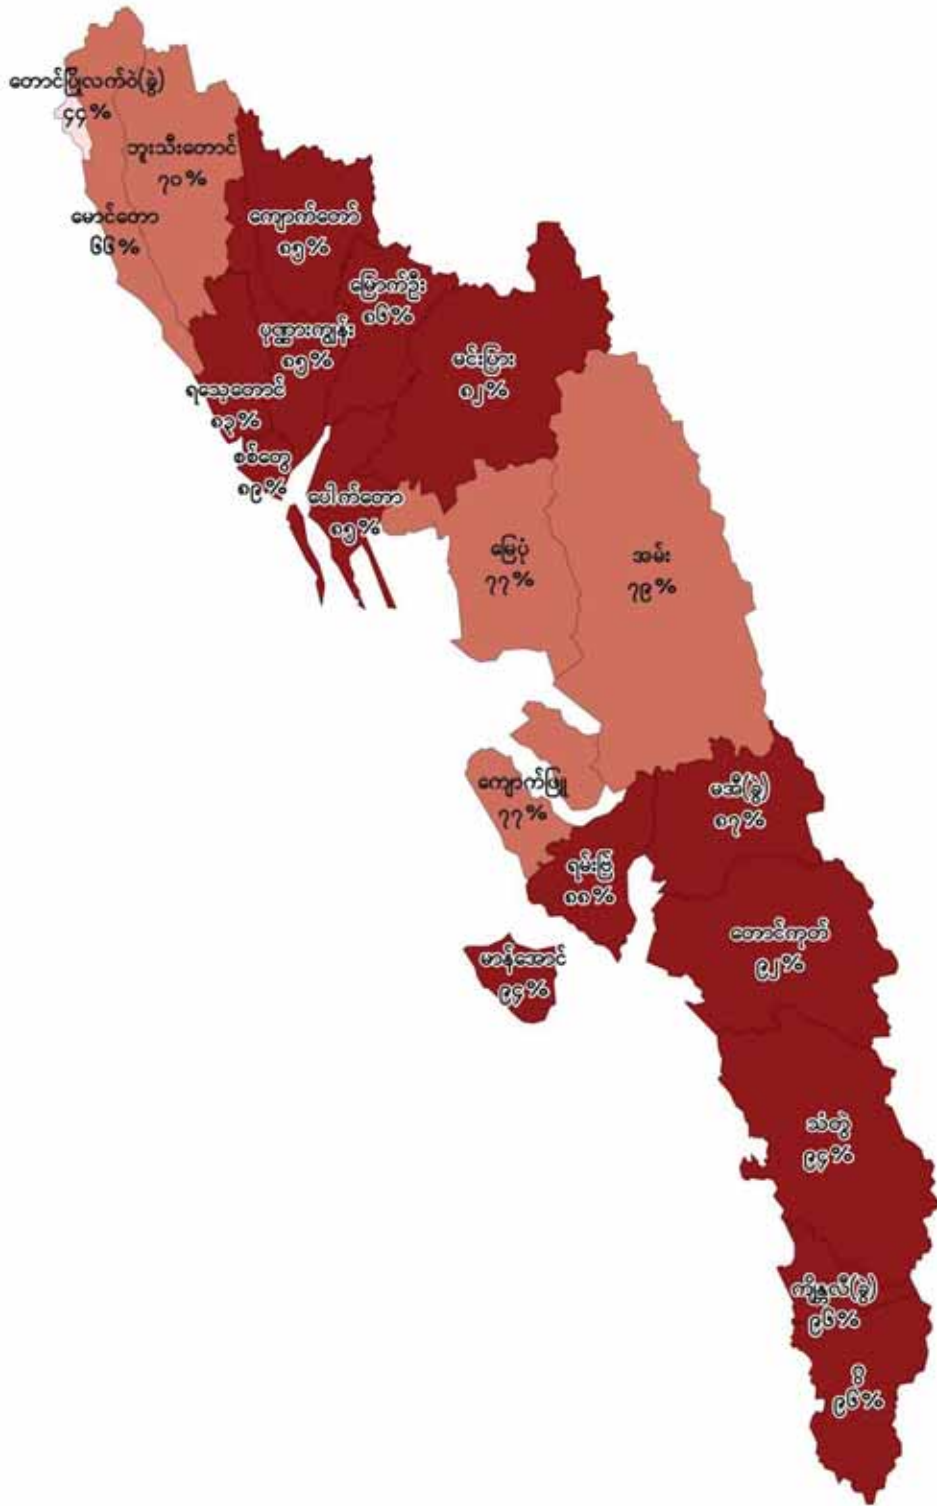 တောင်ပြိုလက်ဝဲ(ခွဲ)
၄၄%
ဘူးသီးတောင်
၇၀%
မောင်တော
၆၆%
ကျောက်တော်
၈၅%
မြောက်ဦး
၈၆%
ပုဏ္ဏားကျွန်း
၈၅%
မင်းပြား
၈၂%
ရသေ့တောင်
၈၃%
စစ်တွေ
၈၉%
ပေါက်တော
၈၅%
မြေပုံ
၇၇%
အမ်း
၇၉%
ကျောက်ဖြူ
၇၇%
မအီ(ခွဲ)
၈၇%
ရမ်းဗြဲ
၈၈%
တောင်ကုတ်
၉၂%
မာန်အောင်
၉၄%
သံတွဲ
၉၄%
ကျိန္တလီ(ခွဲ)
၉၆%
ဂွ
၉၆%